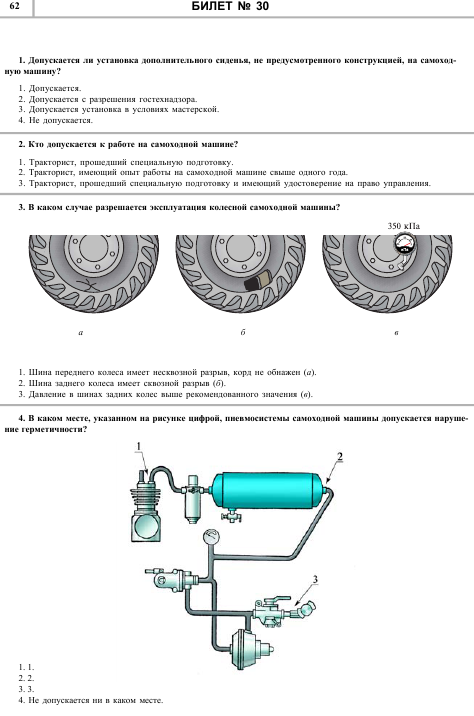 62
БИЛЕТ № 30
1. Допускается ли установка дополнительного сиденья, не предусмотренного конструкцией, на самоход-
ную машину?
1. Допускается.
2. Допускается с разрешения гостехнадзора.
3. Допускается установка в условиях мастерской.
4. Не допускается.
2. Кто допускается к работе на самоходной машине?
1. Тракторист, прошедший специальную подготовку.
2. Тракторист, имеющий опыт работы на самоходной машине свыше одного года.
3. Тракторист, прошедший специальную подготовку и имеющий удостоверение на право управления.
3. В каком случае разрешается эксплуатация колесной самоходной машины?
350 кПа
а
б
в
1. Шина переднего колеса имеет несквозной разрыв, корд не обнажен (а).
2. Шина заднего колеса имеет сквозной разрыв (б).
3. Давление в шинах задних колес выше рекомендованного значения (в).
4. В каком месте, указанном на рисунке цифрой, пневмосистемы самоходной машины допускается наруше-
ние герметичности?
1
2
3
1. 1.
2. 2.
3. 3.
4. Не допускается ни в каком месте.